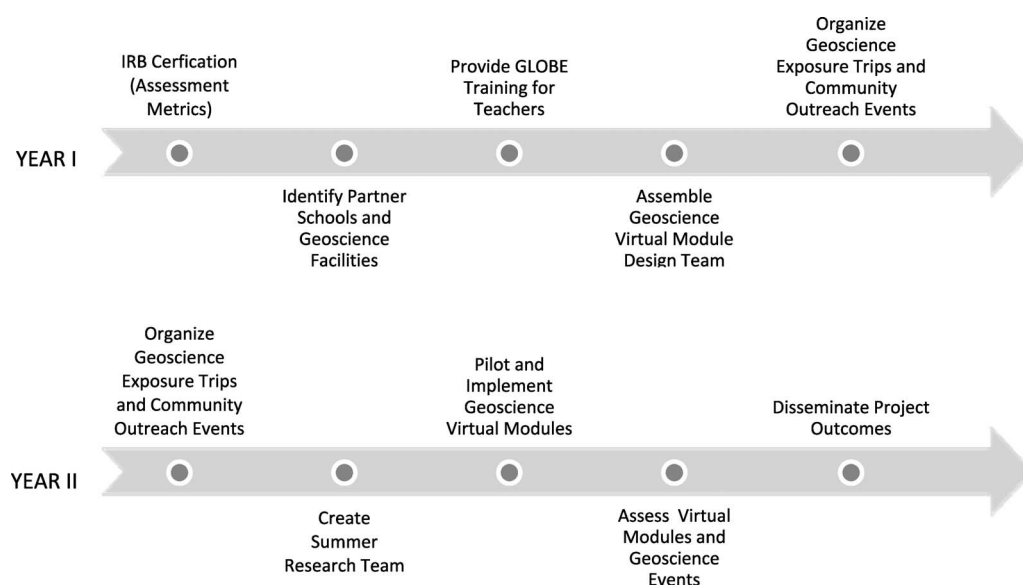 IRB Cerfication
(Assessment
Metrics)
Provide GLOBE
Training for
Teachers
Organize
Geoscience
Exposure Trips and
Community
Outreach Events
YEAR I
Identify Partner
Schools and
Geoscience
Facilities
Assemble
Geoscience
Virtual Module
Design Team
Organize
Geoscience
Exposure Trips
and Community
Outreach Events
Pilot and
Implement
Geoscience
Virtual Modules
Disseminate Project
Outcomes
YEAR II
Create
Summer
Research Team
Assess Virtual
Modules and
Geoscience
Events